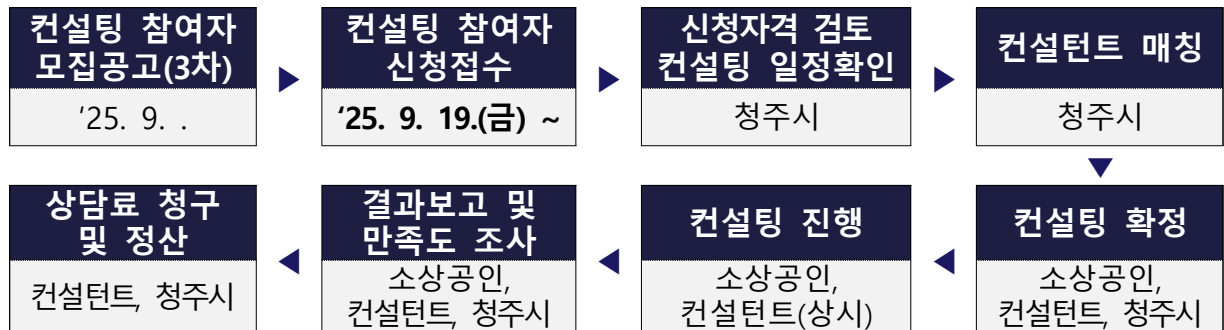 컨설팅 참여자
모집공고(3차)
'25. 9. .
▶
컨설팅 참여자
신청접수
'25. 9. 19.(금) ~
▶
신청자격 검토
컨설팅 일정확인
청주시
▶
컨설턴트 매칭
청주시
▼
컨설팅 확정
소상공인,
컨설턴트, 청주시
◀
컨설팅 진행
소상공인,
컨설턴트(상시)
◀
결과보고 및
만족도 조사
소상공인,
컨설턴트, 청주시
◀
상담료 청구
및 정산
컨설턴트, 청주시